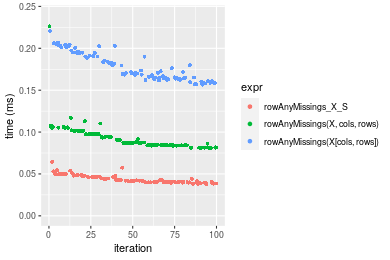 0.25
0.20
0.15
0.10
0.05
0.00
time (ms)
0
25
50
75
100
iteration
expr
rowAnyMissings_X_S
rowAnyMissings(X, cols, rows)
rowAnyMissings(X[cols, rows])